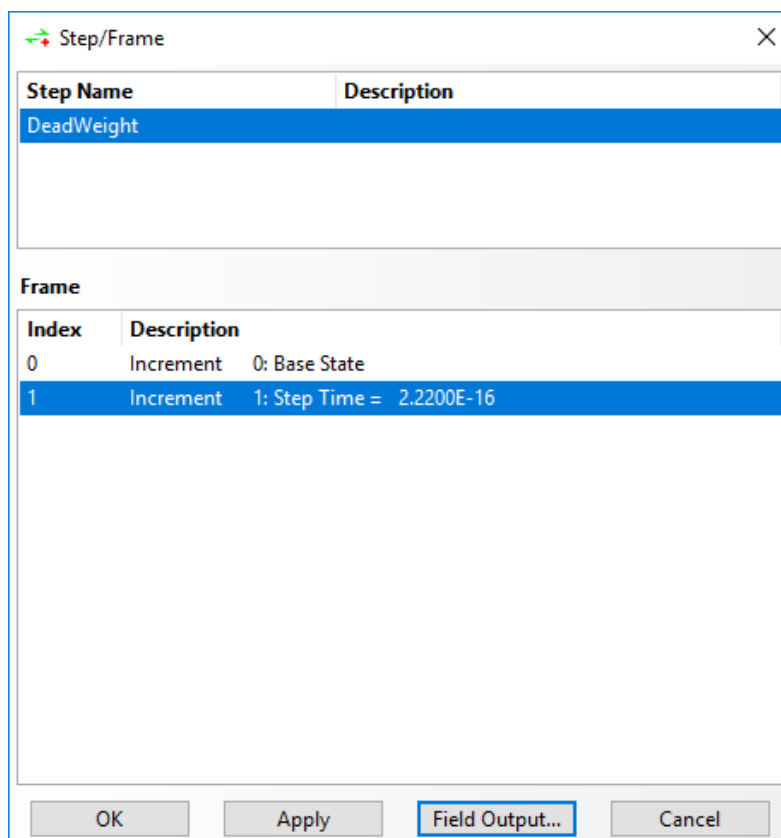 Step/Frame
Step Name Description
DeadWeight
Frame
Index Description
0 Increment 0: Base State
1 Increment 1: Step Time = 2.2200E-16
OK Apply Field Output... Cancel